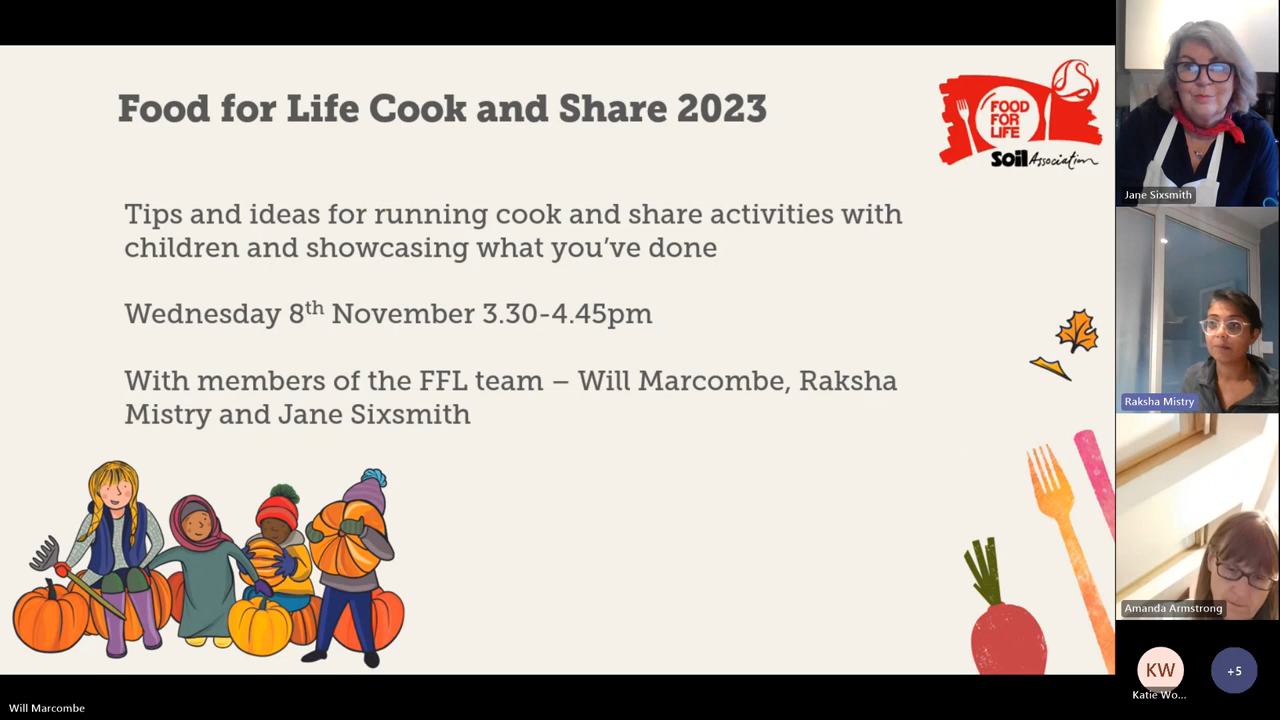 Food for Life Cook and Share 2023
FOOD
FOR
LIFE
Soil Association
Tips and ideas for running cook and share activities with
children and showcasing what you’ve done
Wednesday 8th November 3.30-4.45pm
With members of the FFL team – Will Marcombe, Raksha
Mistry and Jane Sixsmith
Jane Sixsmith
Raksha Mistry
Amanda Armstrong
KW
Katie Wo...
+5
Will Marcombe